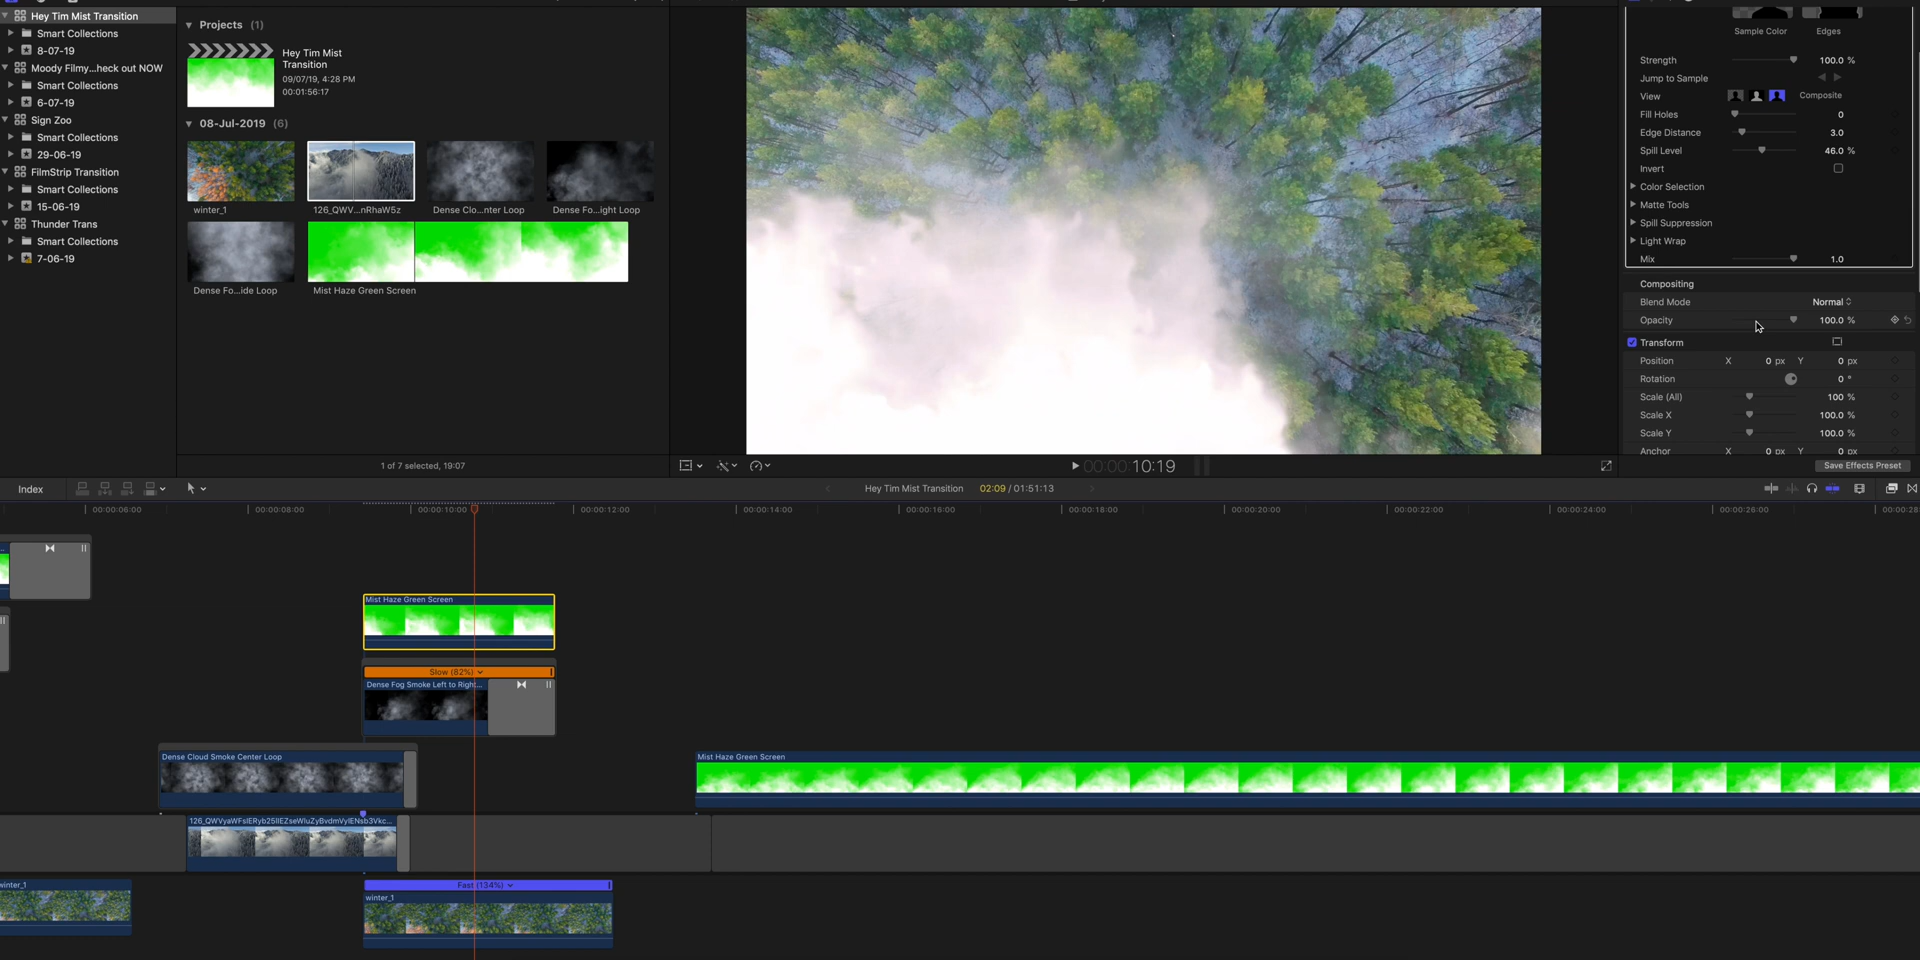 Hey Tim Mist Transition
Smart Collections
8-07-19
Moody Filmy...heck out NOW
Smart Collections
6-07-19
Sign Zoo
Smart Collections
29-06-19
FilmStrip Transition
Smart Collections
15-06-19
Thunder Trans
Smart Collections
7-06-19
Projects (1)
Hey Tim Mist
Transition
09/07/19, 4:28 PM
00:01:56:17
08-Jul-2019 (6)
winter_1
126_QWV...nRhaW5z
Dense Clo...nter Loop
Dense Fo...ight Loop
Dense Fo...ide Loop
Mist Haze Green Screen
1 of 7 selected, 19:07
00:00:10:19
Sample Color
Edges
Strength 100.0 %
Jump to Sample
View Composite
Fill Holes 0
Edge Distance 3.0
Spill Level 46.0 %
Invert
Color Selection
Matte Tools
Spill Suppression
Light Wrap
Mix 1.0
Compositing
Blend Mode Normal
Opacity 100.0 %
Transform
Position X 0 px Y 0 px
Rotation 0 °
Scale (All) 100 %
Scale X 100.0 %
Scale Y 100.0 %
Anchor X 0 px Y 0 px
Save Effects Preset
Index
Hey Tim Mist Transition 02:09 / 01:51:13
00:00:06:00 00:00:08:00 00:00:10:00 00:00:12:00 00:00:14:00 00:00:16:00 00:00:18:00 00:00:20:00 00:00:22:00 00:00:24:00 00:00:26:00 00:00:28:
Mist Haze Green Screen
Slow (82%)
Dense Fog Smoke Left to Right...
Dense Cloud Smoke Center Loop
Mist Haze Green Screen
winter_1
Fast (134%)
winter_1